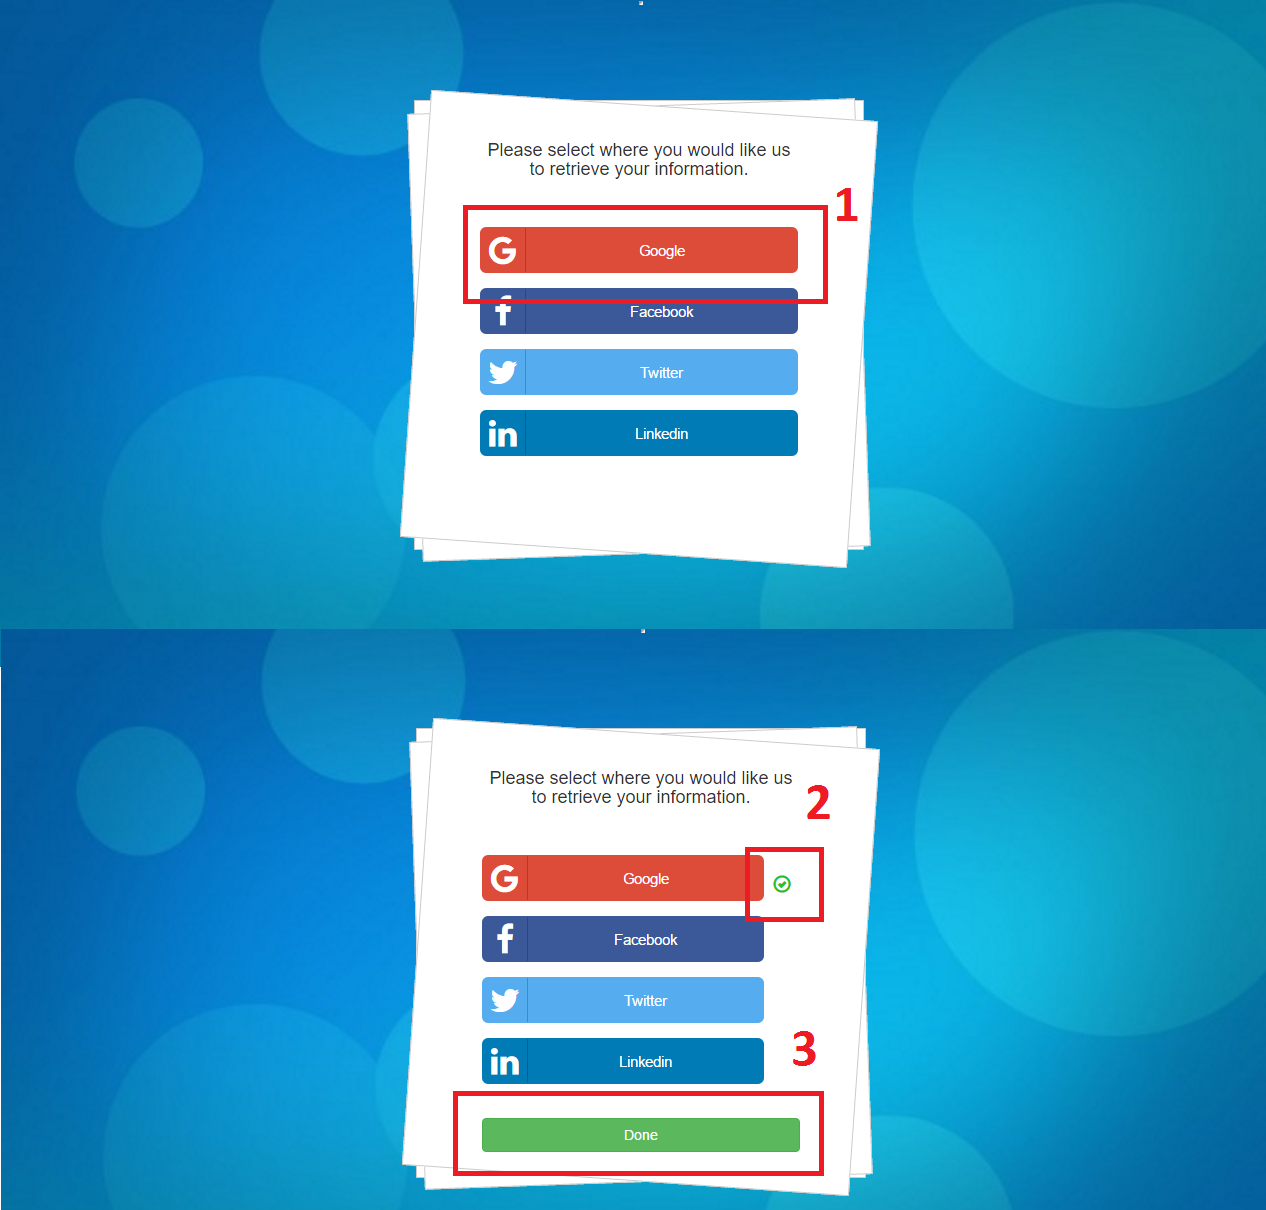 Please select where you would like us
to retrieve your information.
1
Google
Facebook
Twitter
Linkedin
Please select where you would like us
to retrieve your information.
2
Google
Facebook
Twitter
Linkedin
3
Done